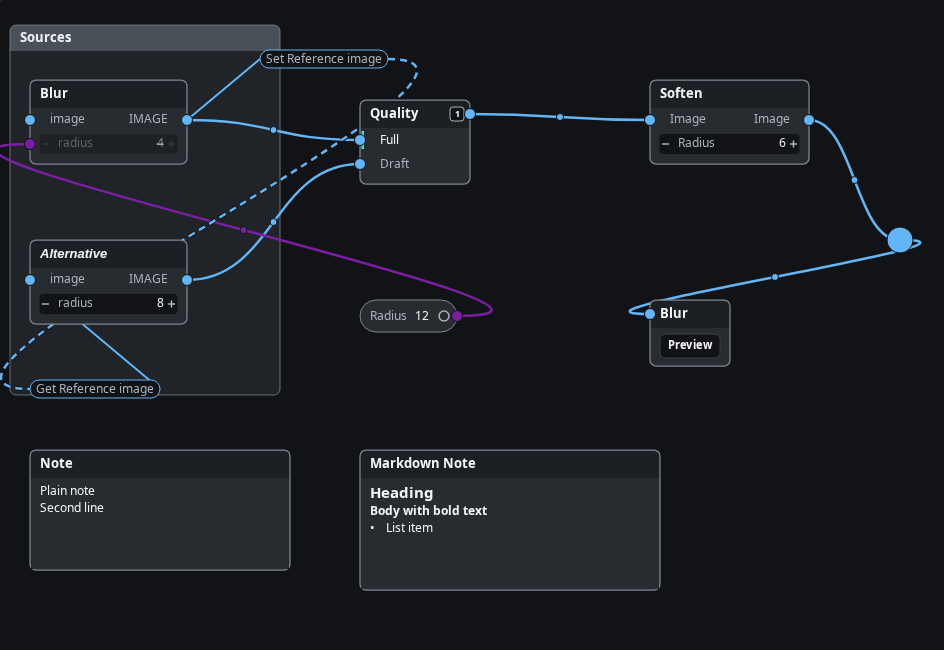 Sources
Set Reference image
Blur
image IMAGE
radius 4
Quality 1
Full
Draft
Soften
Image Image
Radius 6
Alternative
image IMAGE
radius 8
Radius 12
Blur
Preview
Get Reference image
Note
Plain note
Second line
Markdown Note
Heading
Body with bold text
• List item